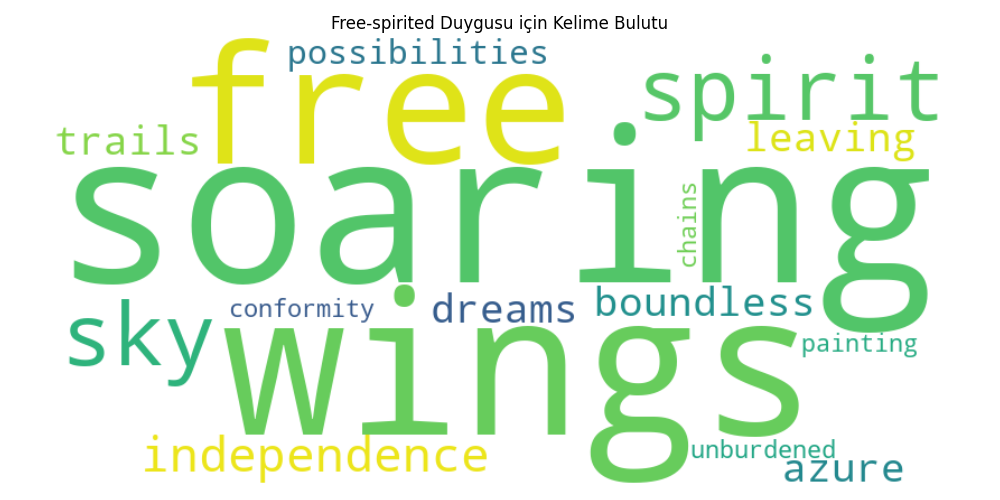 Free-spirited Duygusu için Kelime Bulutu
possibilities
free
spirit
trails
leaving
soaring
chains
sky
conformity
dreams
boundless
wings
painting
independence
unburdened
azure